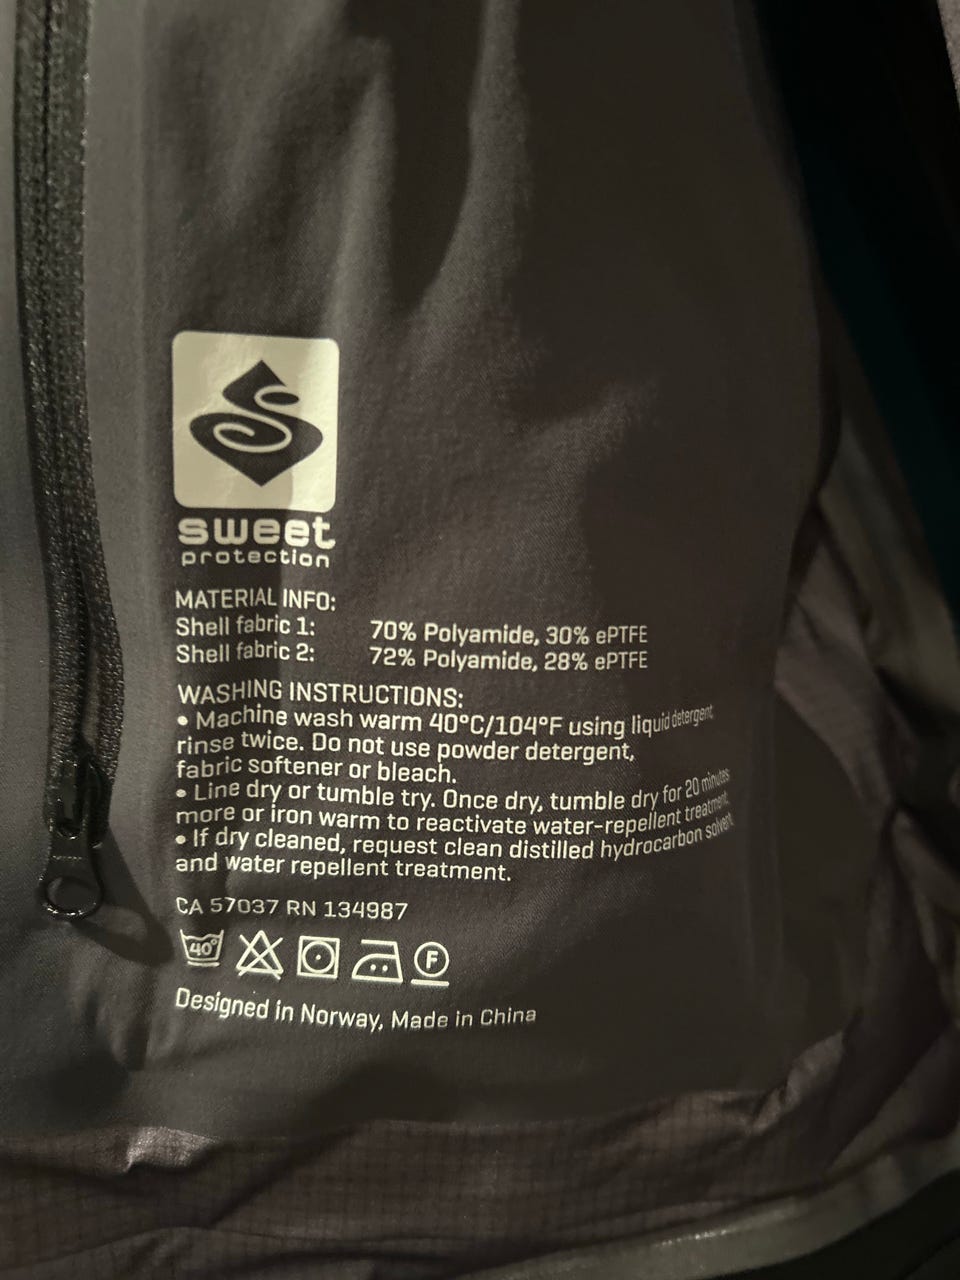 sweet
protection
MATERIAL INFO:
Shell fabric 1: 70% Polyamide, 30% ePTFE
Shell fabric 2: 72% Polyamide, 28% ePTFE
WASHING INSTRUCTIONS:
• Machine wash warm 40°C/104°F using liquid detergent,
rinse twice. Do not use powder detergent,
fabric softener or bleach.
• Line dry or tumble try. Once dry, tumble dry for 20 minutes
more or iron warm to reactivate water-repellent treatment.
• If dry cleaned, request clean distilled hydrocarbon solvent
and water repellent treatment.
CA 57037 RN 134987
40° F
Designed in Norway, Made in China